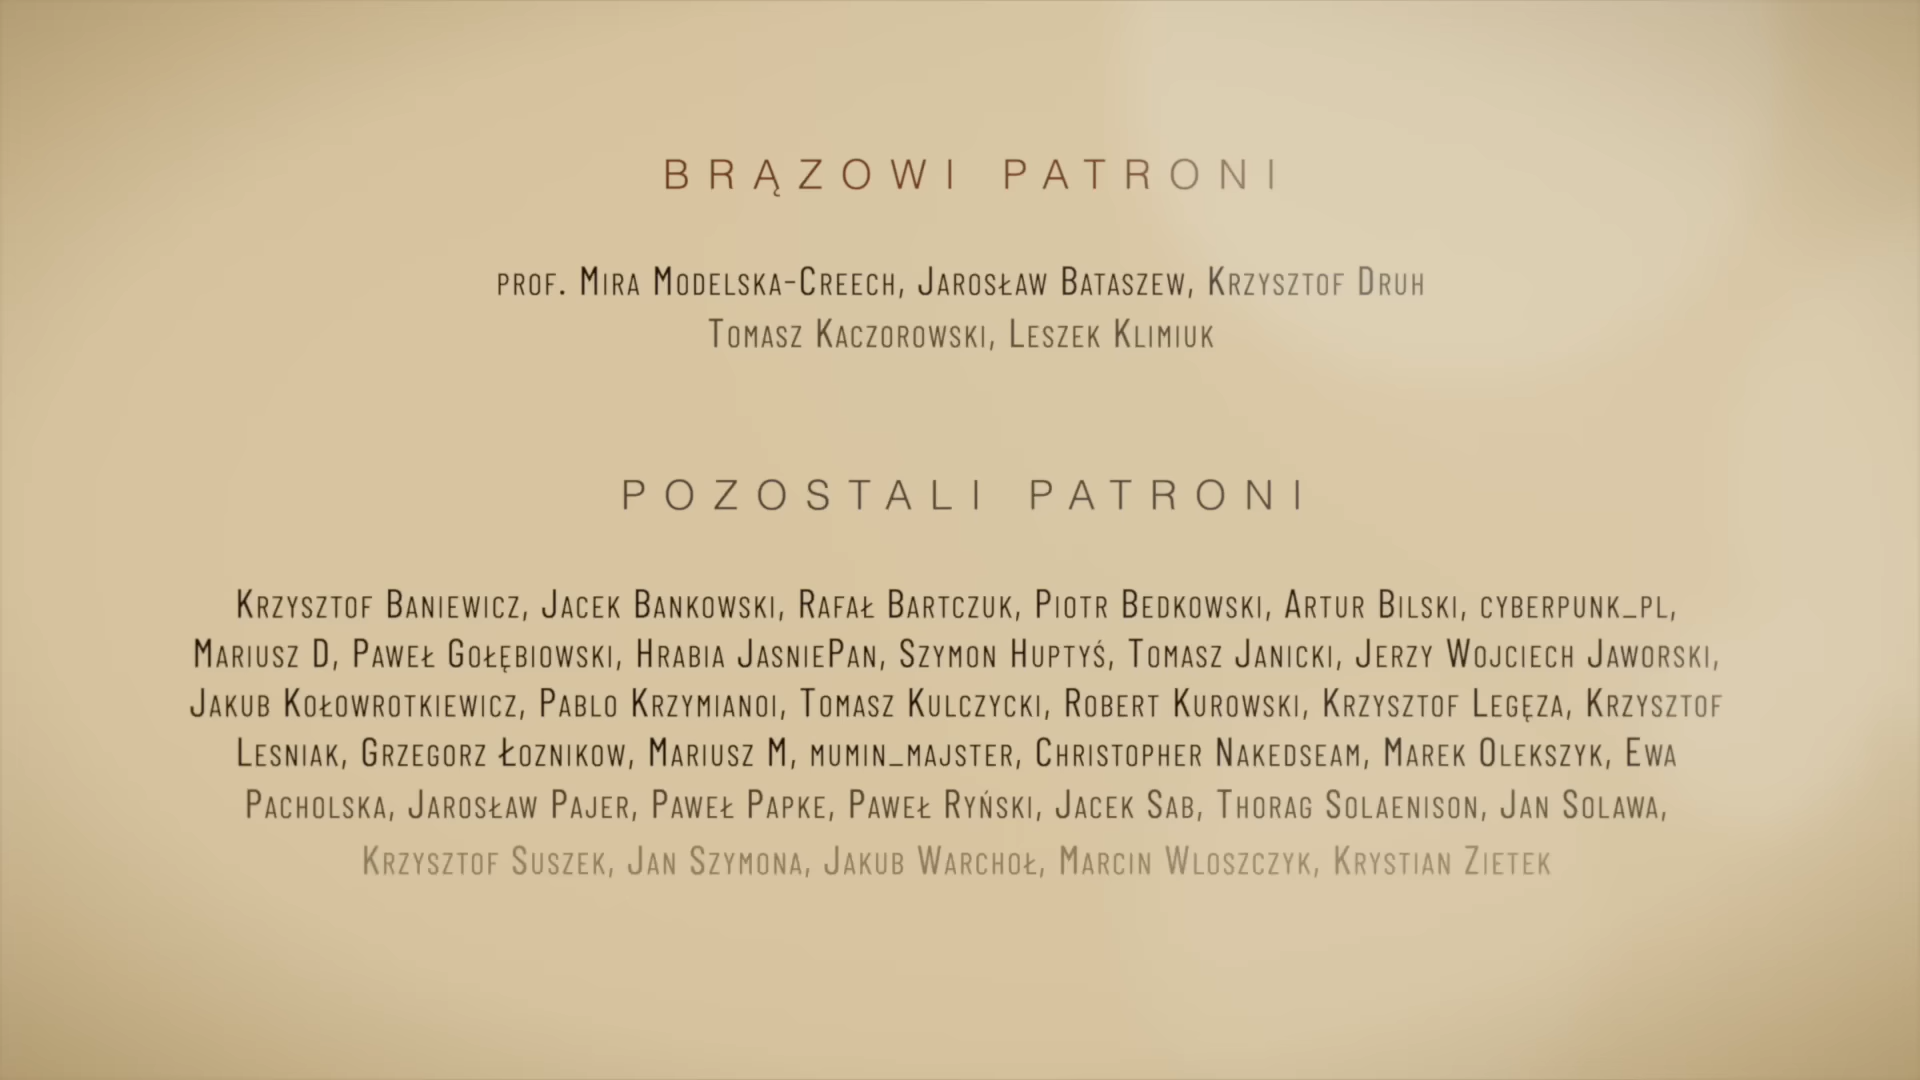 BRĄZOWI PATRONI
prof. Mira Modelska-Creech, Jarosław Bataszew, Krzysztof Druh
Tomasz Kaczorowski, Leszek Klimiuk
POZOSTALI PATRONI
Krzysztof Baniewicz, Jacek Bankowski, Rafał Bartczuk, Piotr Bedkowski, Artur Bilski, cyberpunk_pl,
Mariusz D, Paweł Gołębiowski, Hrabia JasniePan, Szymon Huptyś, Tomasz Janicki, Jerzy Wojciech Jaworski,
Jakub Kołowrotkiewicz, Pablo Krzymianoi, Tomasz Kulczycki, Robert Kurowski, Krzysztof Legęza, Krzysztof
Lesniak, Grzegorz Łoznikow, Mariusz M, mumin_majster, Christopher Nakedseam, Marek Olekszyk, Ewa
Pacholska, Jarosław Pajer, Paweł Papke, Paweł Ryński, Jacek Sab, Thorag Solaenison, Jan Solawa,
Krzysztof Suszek, Jan Szymona, Jakub Warchoł, Marcin Wloszczyk, Krystian Zietek